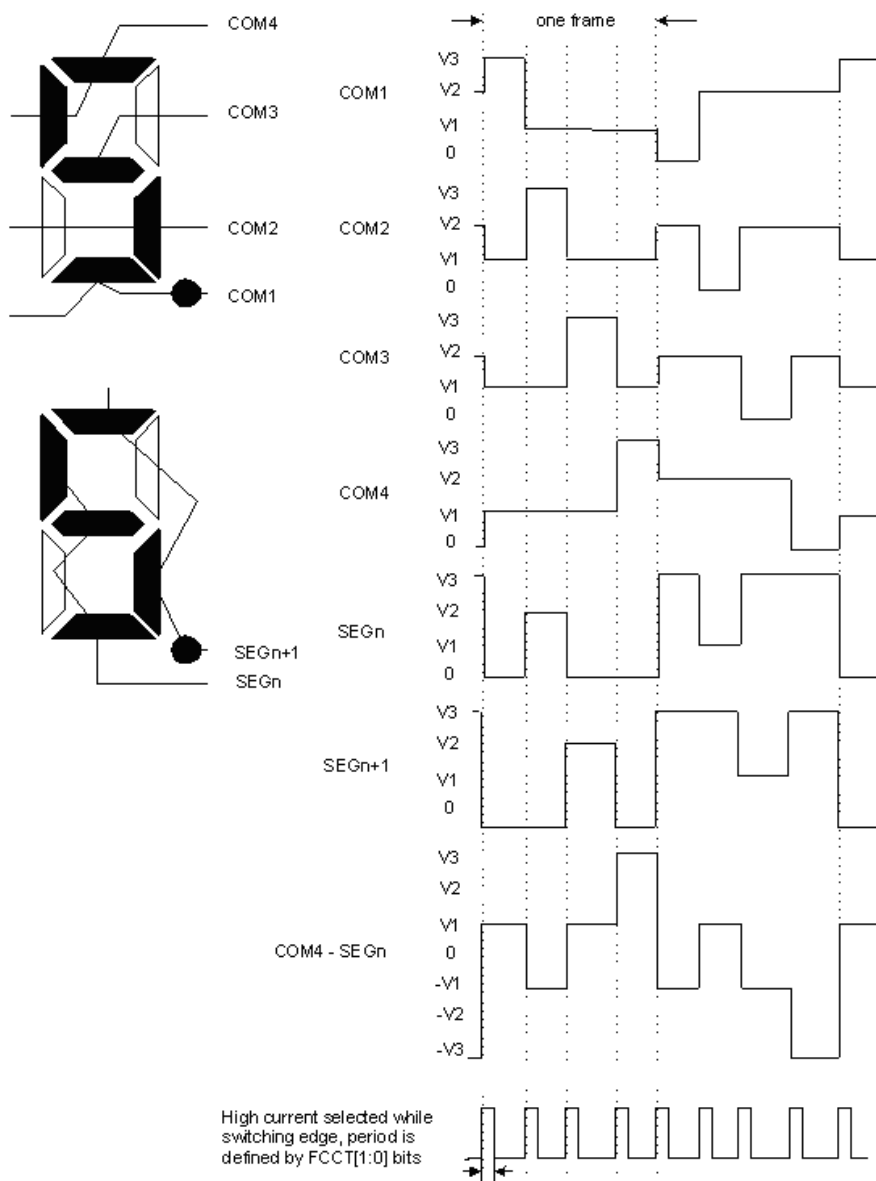 COM4
COM3
COM2
COM1
SEGn+1
SEGn
one frame
COM1
V3
V2
V1
0
COM2
V3
V2
V1
0
COM3
V3
V2
V1
0
COM4
V3
V2
V1
0
SEGn
V3
V2
V1
0
SEGn+1
V3
V2
V1
0
COM4 - SEGn
V3
V2
V1
0
-V1
-V2
-V3
High current selected while
switching edge, period is
defined by FCCT[1:0] bits